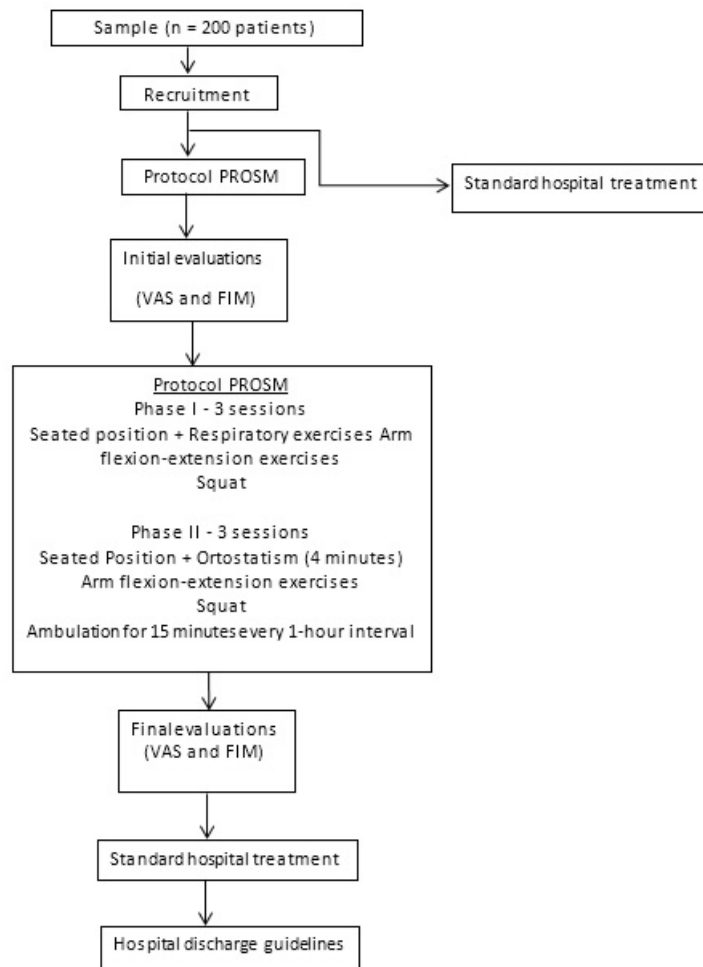 Sample (n = 200 patients)
Recruitment
Protocol PROSM
Standard hospital treatment
Initial evaluations
(VAS and FIM)
Protocol PROSM
Phase I - 3 sessions
Seated position + Respiratory exercises Arm
flexion-extension exercises
Squat
Phase II - 3 sessions
Seated Position + Ortostatism (4 minutes)
Arm flexion-extension exercises
Squat
Ambulation for 15 minutes every 1-hour interval
Final evaluations
(VAS and FIM)
Standard hospital treatment
Hospital discharge guidelines